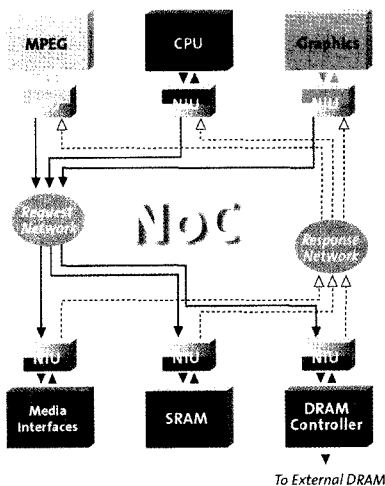 MPEG
CPU
Graphics
NIU
NIU
Request
Network
NoC
Response
Network
NIU
NIU
NIU
Media
Interfaces
SRAM
DRAM
Controller
To External DRAM